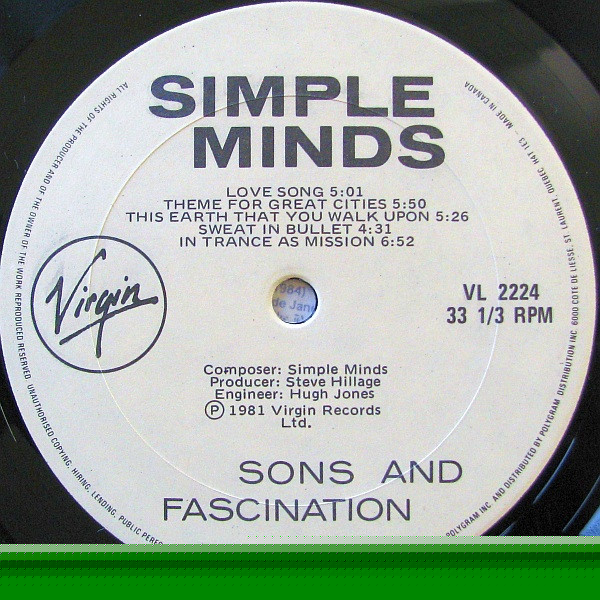 SIMPLE
MINDS
LOVE SONG 5:01
THEME FOR GREAT CITIES 5:50
THIS EARTH THAT YOU WALK UPON 5:26
SWEAT IN BULLET 4:31
IN TRANCE AS MISSION 6:52
Virgin
VL 2224
33 1/3 RPM
Composer: Simple Minds
Producer: Steve Hillage
Engineer: Hugh Jones
Ⓟ 1981 Virgin Records
Ltd.
SONS AND
FASCINATION
ALL RIGHTS OF THE PRODUCER AND OF THE OWNER OF THE WORK REPRODUCED RESERVED. UNAUTHORISED COPYING, HIRING, LENDING, PUBLIC
POLYGRAM INC. AND DISTRIBUTED BY POLYGRAM DISTRIBUTION INC. 6000 COTE DE LIESSE, ST. LAURENT, QUEBEC H4T 1E3 — MADE IN CANADA
1984)